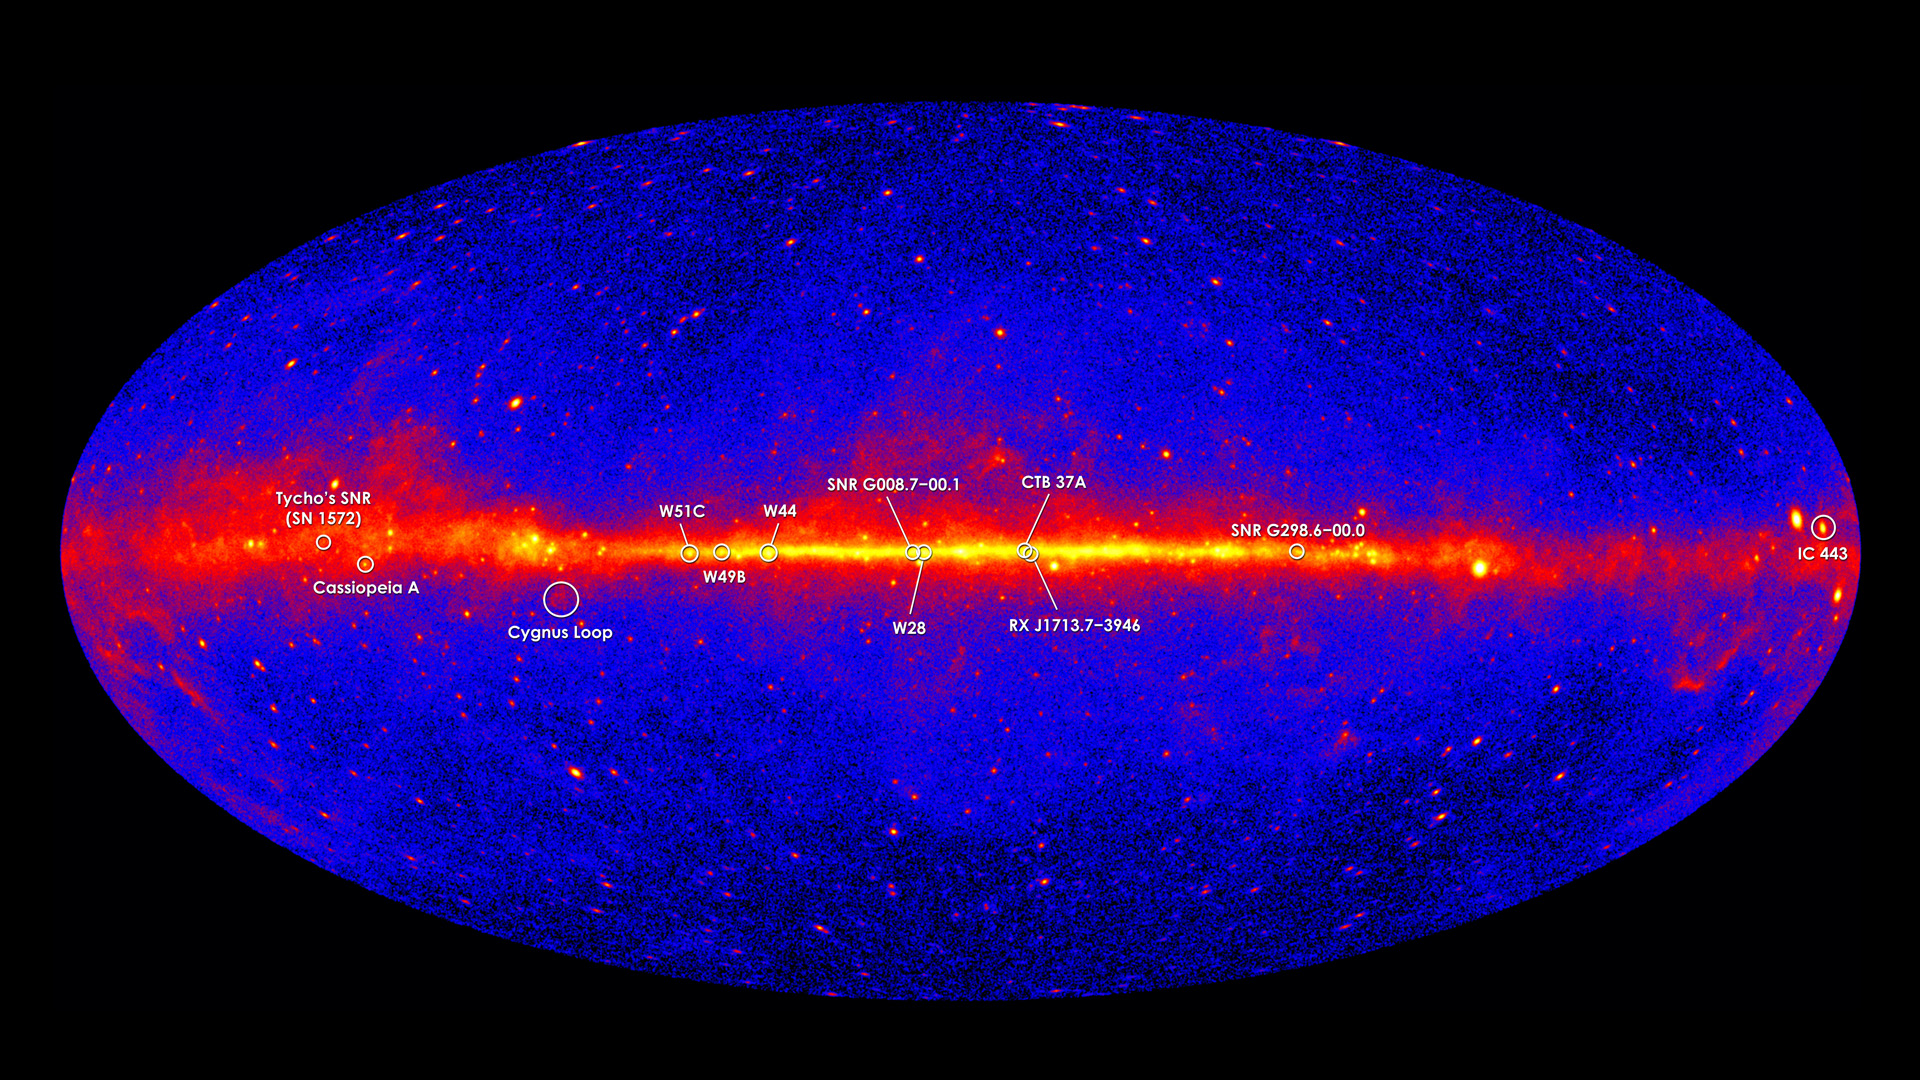 CTB 37A
SNR G008.7−00.1
Tycho's SNR
(SN 1572)
W51C
W44
SNR G298.6−00.0
IC 443
W49B
Cassiopeia A
RX J1713.7−3946
W28
Cygnus Loop